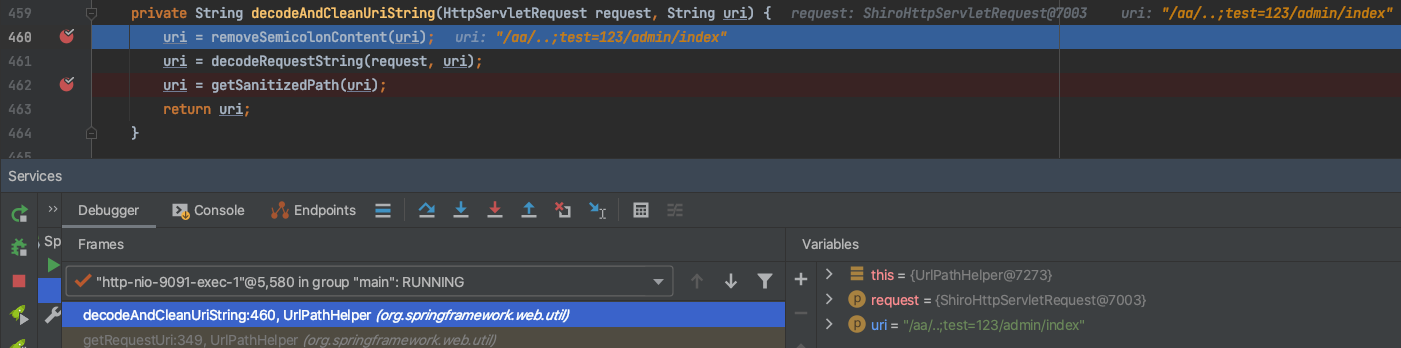 459 private String decodeAndCleanUriString(HttpServletRequest request, String uri) { request: ShiroHttpServletRequest@7003 uri: "/aa/..;test=123/admin/index"
460 uri = removeSemicolonContent(uri); uri: "/aa/..;test=123/admin/index"
461 uri = decodeRequestString(request, uri);
462 uri = getSanitizedPath(uri);
463 return uri;
464 }
465
Services
Debugger Console Endpoints
Sp
Frames Variables
"http-nio-9091-exec-1"@5,580 in group "main": RUNNING
this = {UrlPathHelper@7273}
request = {ShiroHttpServletRequest@7003}
decodeAndCleanUriString:460, UrlPathHelper (org.springframework.web.util)
uri = "/aa/..;test=123/admin/index"
getRequestUri:349, UrlPathHelper (org.springframework.web.util)